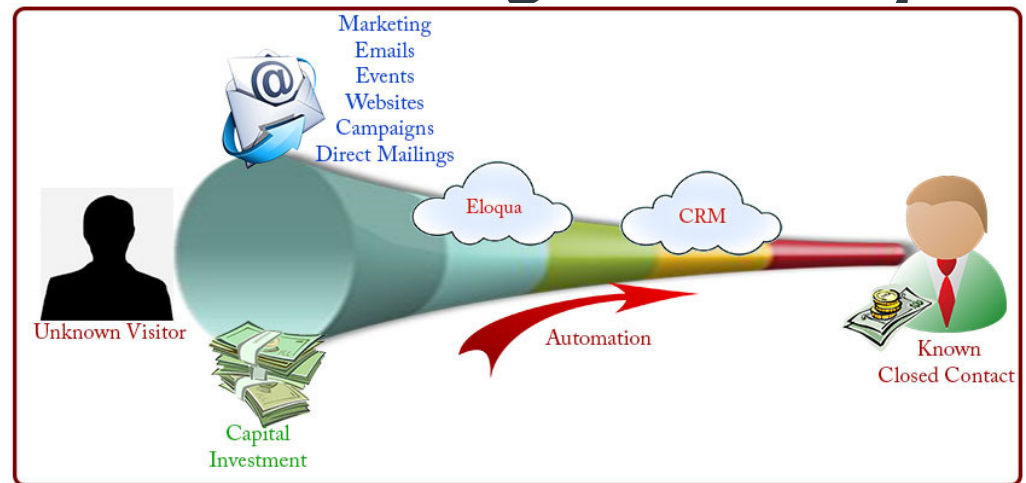 Marketing
Emails
Events
Websites
Campaigns
Direct Mailings
Eloqua
CRM
Unknown Visitor
Automation
Known
Closed Contact
Capital
Investment